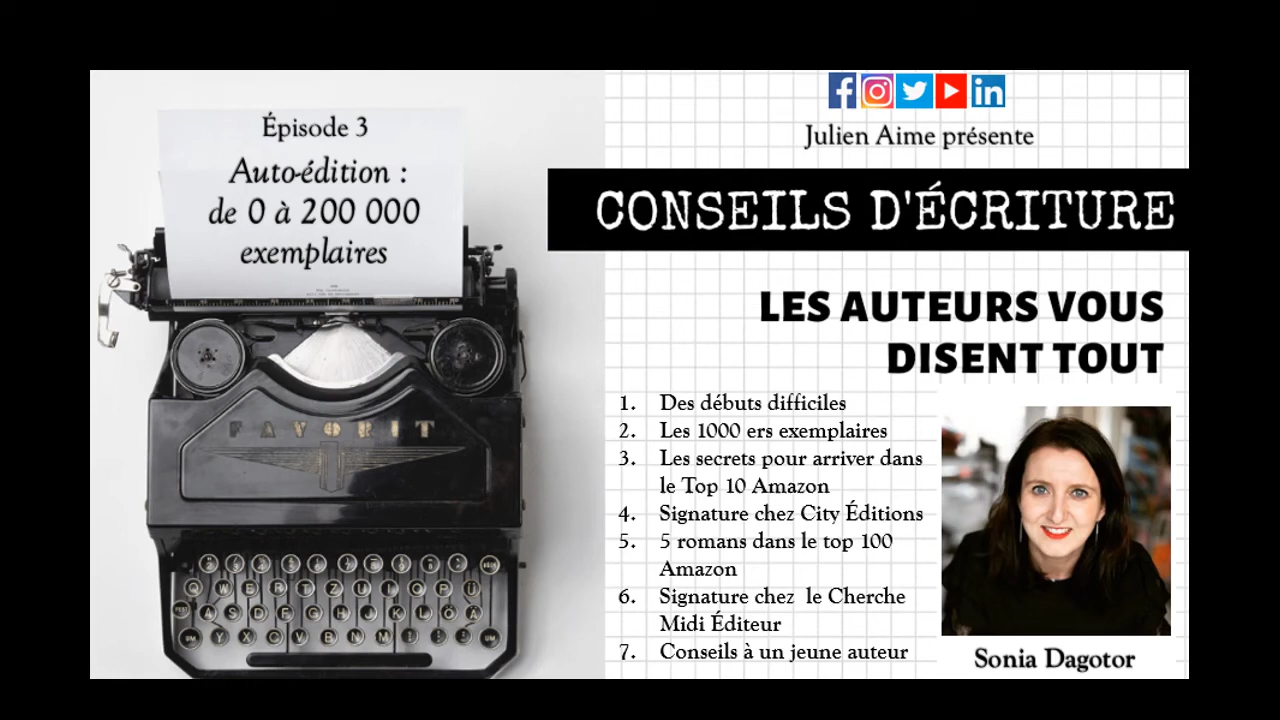 Épisode 3
Auto-édition :
de 0 à 200 000
exemplaires
FAVORIT
Q W E R T Z U I O P Ü
A S D F G H J K L Ö Ä
Y X C V B N M
Julien Aime présente
CONSEILS D'ÉCRITURE
LES AUTEURS VOUS
DISENT TOUT
1. Des débuts difficiles
2. Les 1000 ers exemplaires
3. Les secrets pour arriver dans
le Top 10 Amazon
4. Signature chez City Éditions
5. 5 romans dans le top 100
Amazon
6. Signature chez le Cherche
Midi Éditeur
7. Conseils à un jeune auteur
Sonia Dagotor